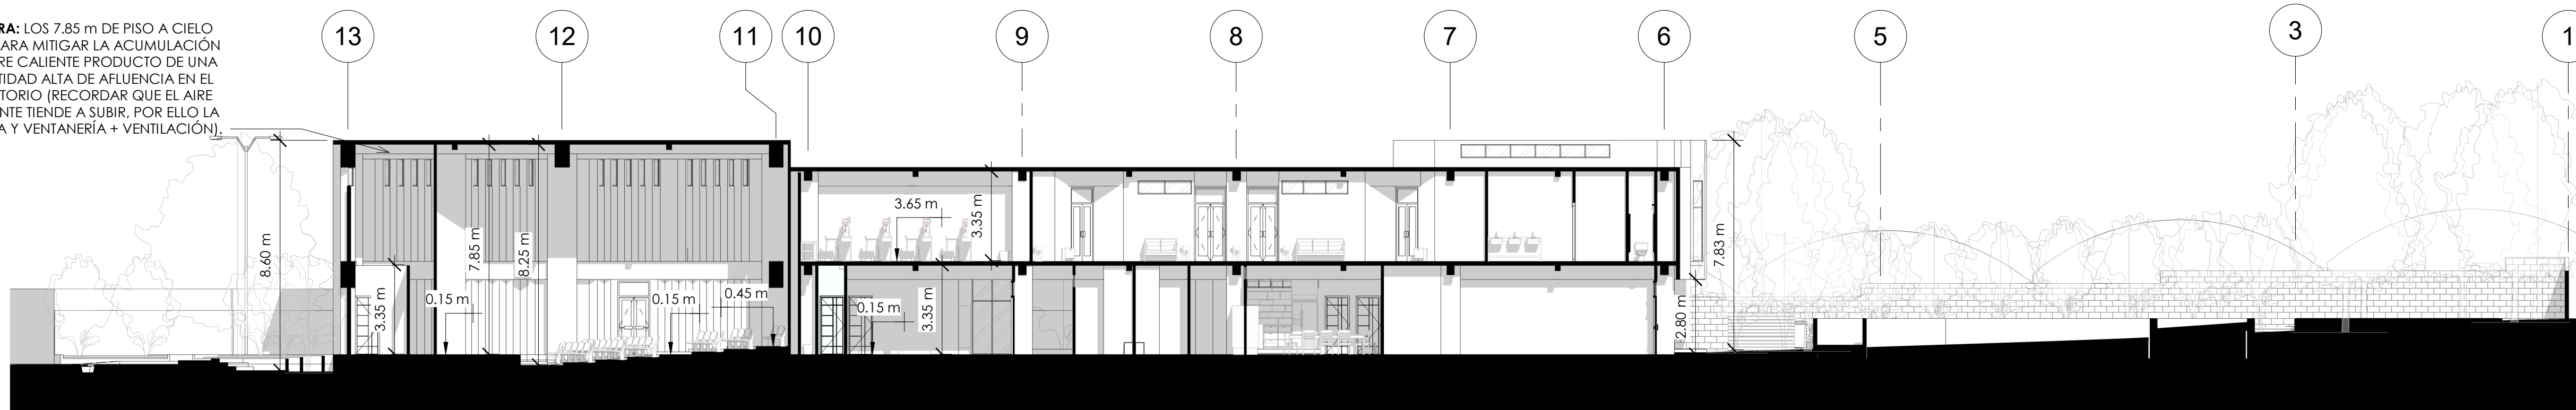 RA: LOS 7.85 m DE PISO A CIELO
ARA MITIGAR LA ACUMULACIÓN
RE CALIENTE PRODUCTO DE UNA
TIDAD ALTA DE AFLUENCIA EN EL
TORIO (RECORDAR QUE EL AIRE
NTE TIENDE A SUBIR, POR ELLO LA
A Y VENTANERÍA + VENTILACIÓN).
13
12
11
10
9
8
7
6
5
3
1
8.60 m
3.35 m
0.15 m
7.85 m
8.25 m
0.15 m
0.45 m
3.65 m
3.35 m
0.15 m
3.35 m
2.80 m
7.83 m